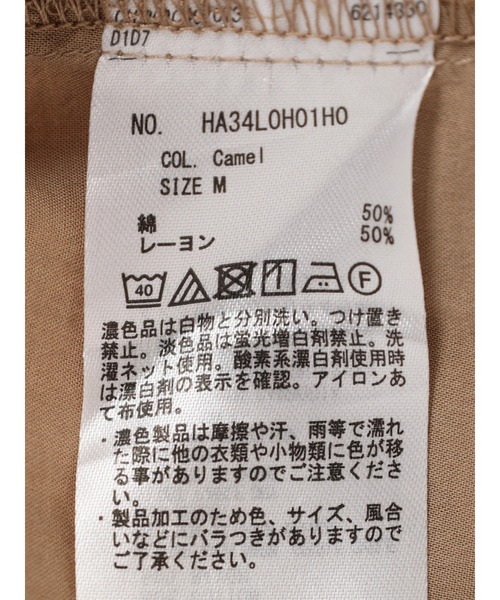 D1D7
NO. HA34L0H01H0
COL. Camel
SIZE M
綿 50%
レーヨン 50%
40 F
濃色品は白物と分別洗い。つけ置き
禁止。淡色品は蛍光増白剤禁止。洗
濯ネット使用。酸素系漂白剤使用時
は漂白剤の表示を確認。アイロンあ
て布使用。
・濃色製品は摩擦や汗、雨等で濡れ
た際に他の衣類や小物類に色が移
る事がありますのでご注意くださ
い。
・製品加工のため色、サイズ、風合
いなどにバラつきがありますので
ご了承ください。